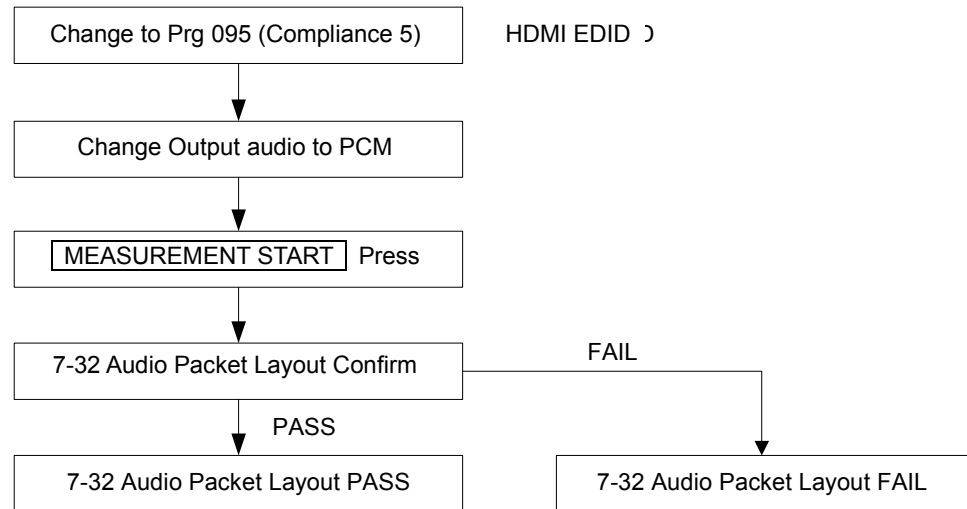 Change to Prg 095 (Compliance 5)
HDMI EDID
Change Output audio to PCM
MEASUREMENT START Press
7-32 Audio Packet Layout Confirm
FAIL
PASS
7-32 Audio Packet Layout PASS
7-32 Audio Packet Layout FAIL